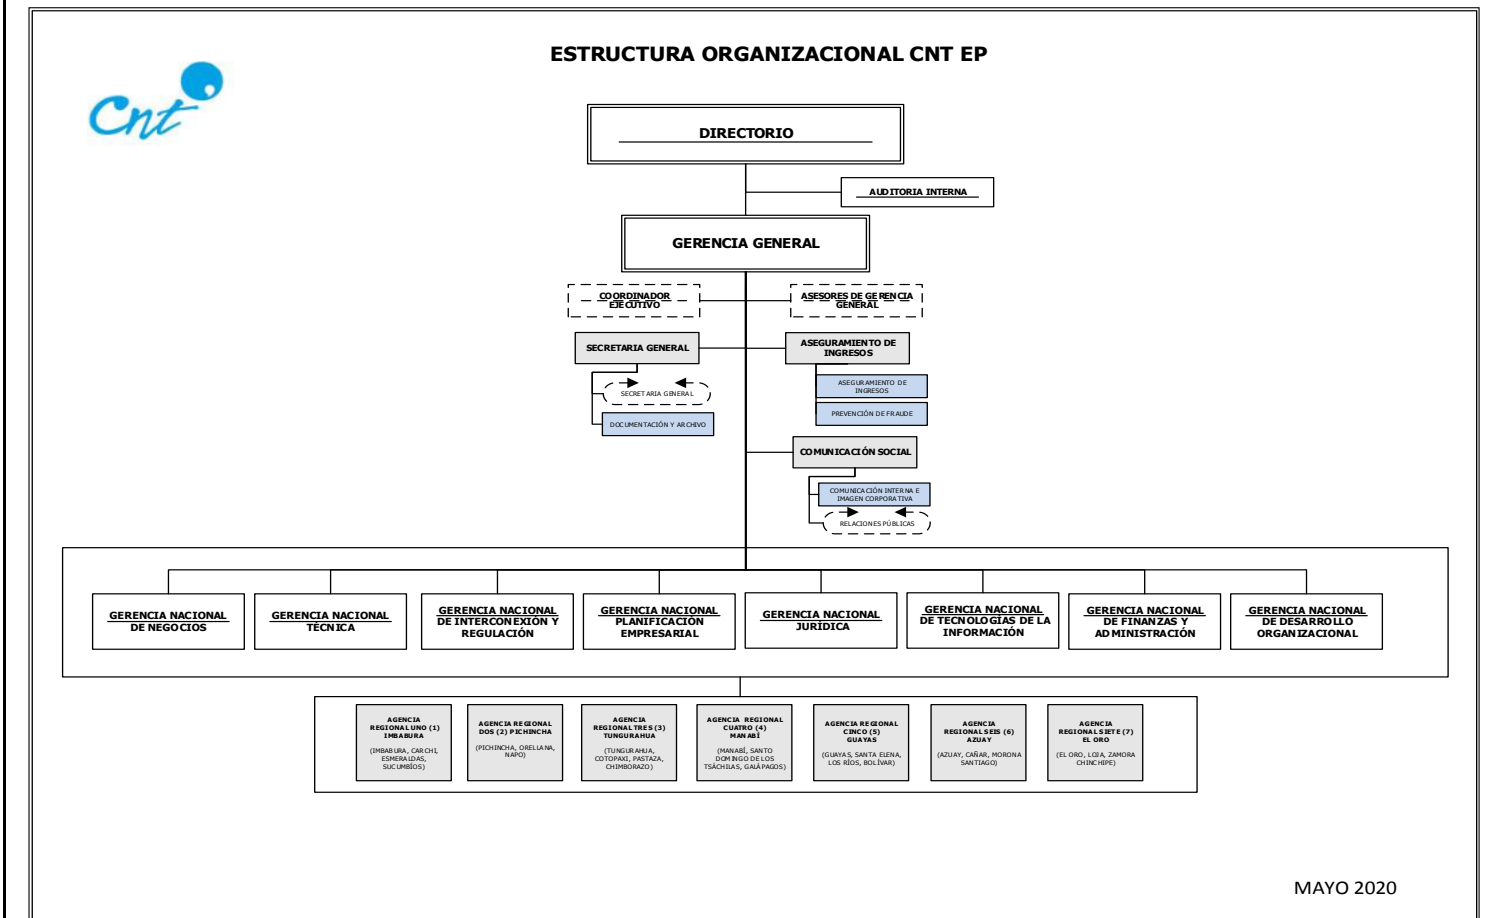 ESTRUCTURA ORGANIZACIONAL CNT EP
Cnt
DIRECTORIO
AUDITORIA INTERNA
GERENCIA GENERAL
COORDINADOR
EJECUTIVO
ASESORES DE GERENCIA
GENERAL
SECRETARIA GENERAL
ASEGURAMIENTO DE
INGRESOS
SECRETARIA GENERAL
DOCUMENTACIÓN Y ARCHIVO
ASEGURAMIENTO DE
INGRESOS
PREVENCIÓN DE FRAUDE
COMUNICACIÓN SOCIAL
COMUNICACIÓN INTERNA E
IMAGEN CORPORATIVA
RELACIONES PÚBLICAS
GERENCIA NACIONAL
DE NEGOCIOS
GERENCIA NACIONAL
TÉCNICA
GERENCIA NACIONAL
DE INTERCONEXIÓN Y
REGULACIÓN
GERENCIA NACIONAL
PLANIFICACIÓN
EMPRESARIAL
GERENCIA NACIONAL
JURÍDICA
GERENCIA NACIONAL
DE TECNOLOGÍAS DE LA
INFORMACIÓN
GERENCIA NACIONAL
DE FINANZAS Y
ADMINISTRACIÓN
GERENCIA NACIONAL
DE DESARROLLO
ORGANIZACIONAL
AGENCIA
REGIONAL UNO (1)
IMBABURA
(IMBABURA, CARCHI,
ESMERALDAS,
SUCUMBÍOS)
AGENCIA REGIONAL
DOS (2) PICHINCHA
(PICHINCHA, ORELLANA,
NAPO)
AGENCIA
REGIONAL TRES (3)
TUNGURAHUA
(TUNGURAHUA,
COTOPAXI, PASTAZA,
CHIMBORAZO)
AGENCIA REGIONAL
CUATRO (4)
MANABÍ
(MANABÍ, SANTO
DOMINGO DE LOS
TSÁCHILAS, GALÁPAGOS)
AGENCIA REGIONAL
CINCO (5)
GUAYAS
(GUAYAS, SANTA ELENA,
LOS RÍOS, BOLÍVAR)
AGENCIA
REGIONAL SEIS (6)
AZUAY
(AZUAY, CAÑAR, MORONA
SANTIAGO)
AGENCIA
REGIONAL SIETE (7)
EL ORO
(EL ORO, LOJA, ZAMORA
CHINCHIPE)
MAYO 2020